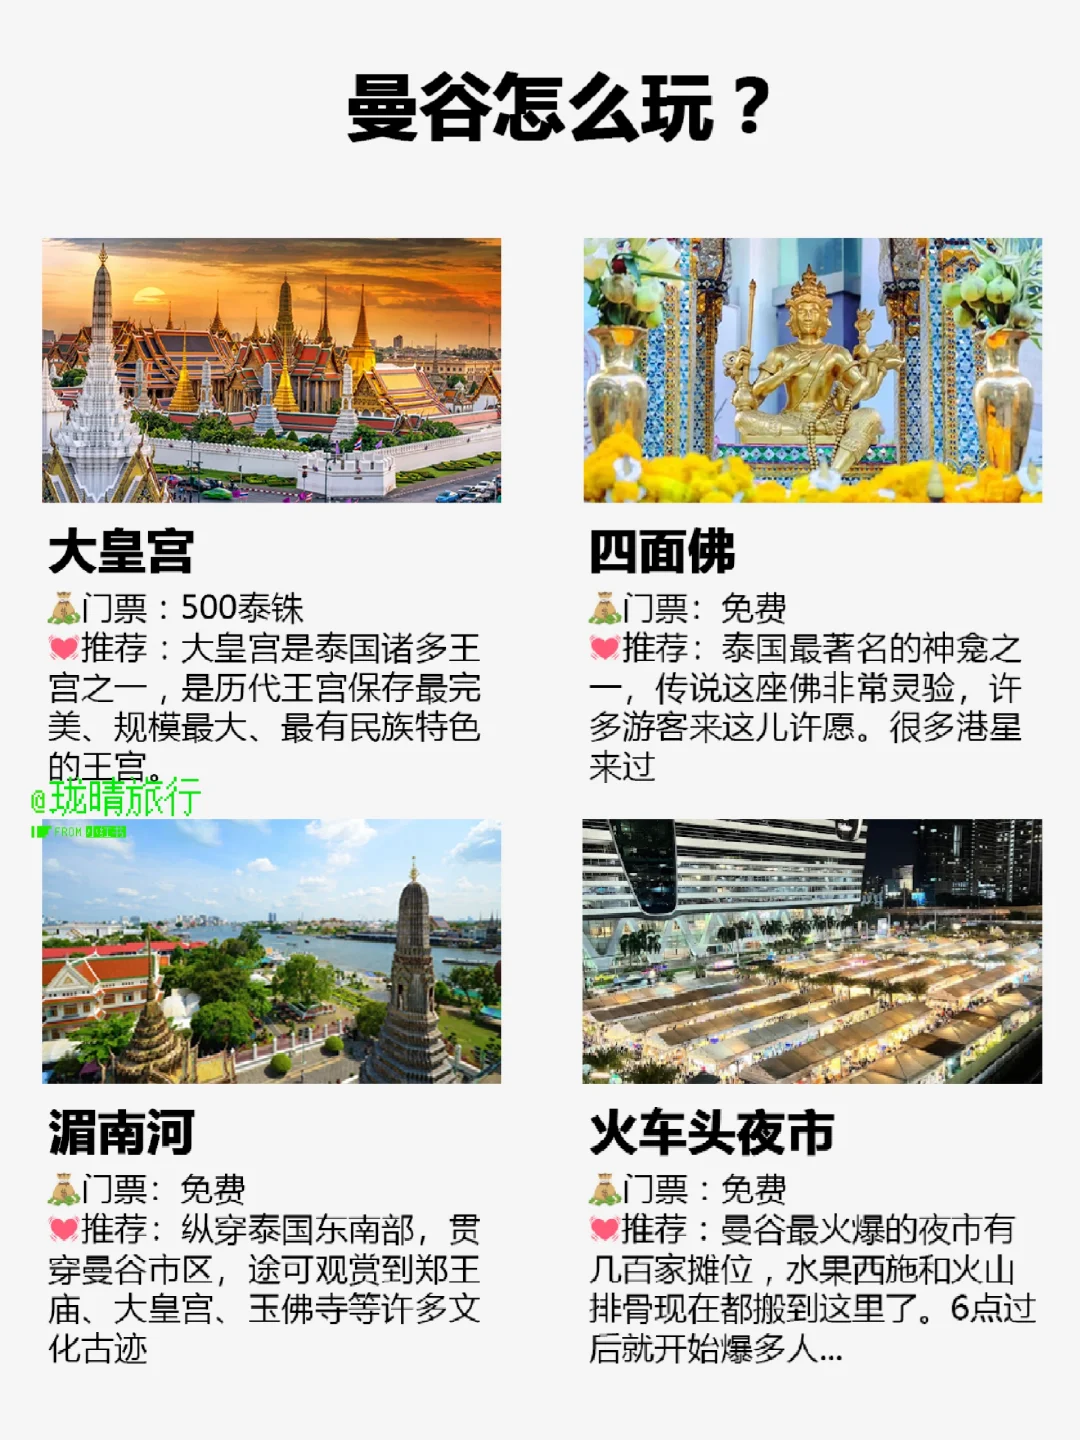 曼谷怎么玩？
大皇宫
门票：500泰铢
推荐：大皇宫是泰国诸多王
宫之一，是历代王宫保存最完
美、规模最大、最有民族特色
的王宫。
四面佛
门票：免费
推荐：泰国最著名的神龛之
一，传说这座佛非常灵验，许
多游客来这儿许愿。很多港星
来过
@珑晴旅行
FROM
湄南河
门票：免费
推荐：纵穿泰国东南部，贯
穿曼谷市区，途可观赏到郑王
庙、大皇宫、玉佛寺等许多文
化古迹
火车头夜市
门票：免费
推荐：曼谷最火爆的夜市有
几百家摊位，水果西施和火山
排骨现在都搬到这里了。6点过
后就开始爆多人...